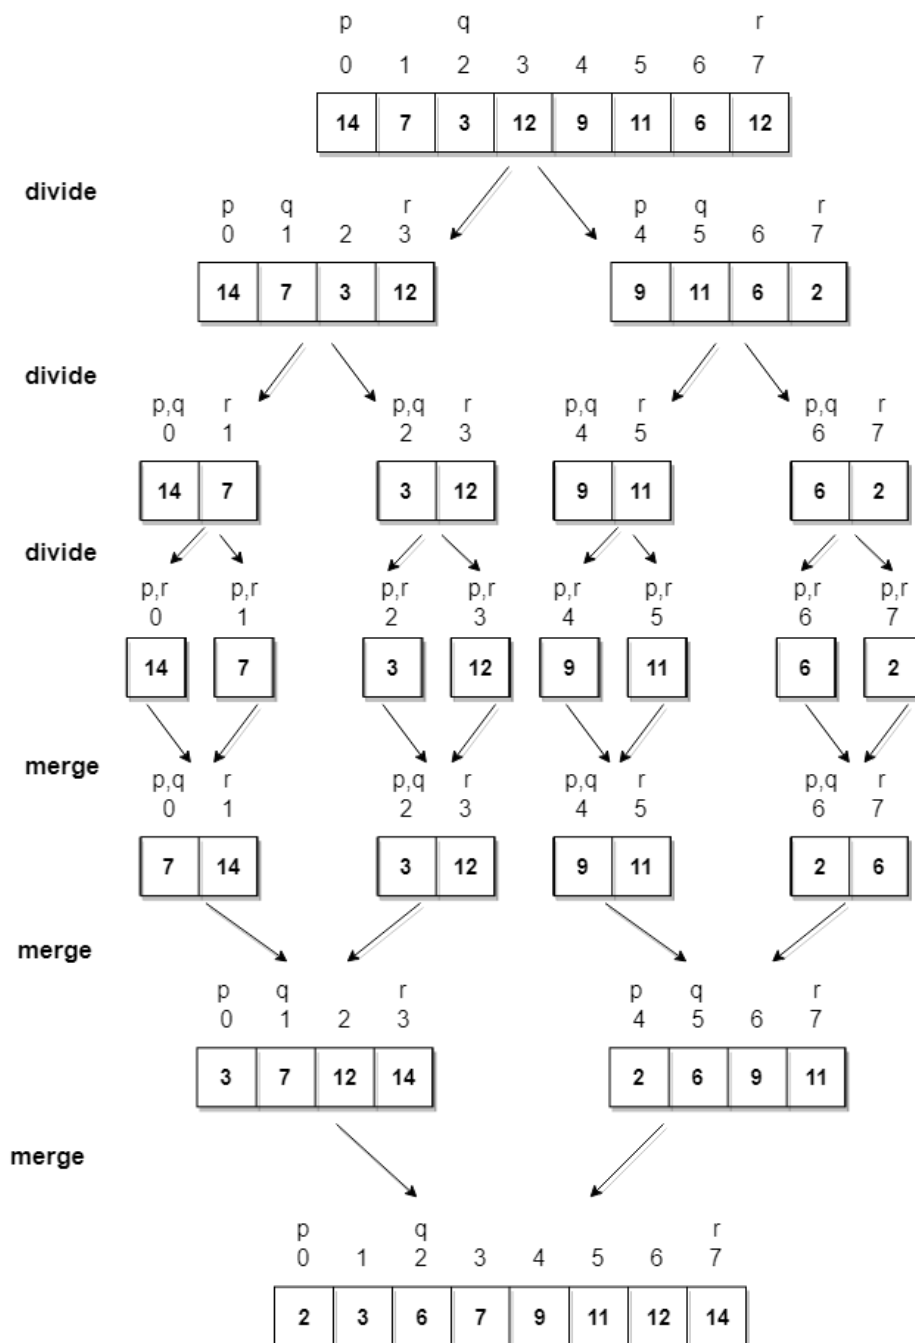 p q r
0 1 2 3 4 5 6 7
14 7 3 12 9 11 6 12
divide
p q r p q r
0 1 2 3 4 5 6 7
14 7 3 12 9 11 6 2
divide
p,q r p,q r p,q r p,q r
0 1 2 3 4 5 6 7
14 7 3 12 9 11 6 2
divide
p,r p,r p,r p,r p,r p,r p,r p,r
0 1 2 3 4 5 6 7
14 7 3 12 9 11 6 2
merge
p,q r p,q r p,q r p,q r
0 1 2 3 4 5 6 7
7 14 3 12 9 11 2 6
merge
p q r p q r
0 1 2 3 4 5 6 7
3 7 12 14 2 6 9 11
merge
p q r
0 1 2 3 4 5 6 7
2 3 6 7 9 11 12 14